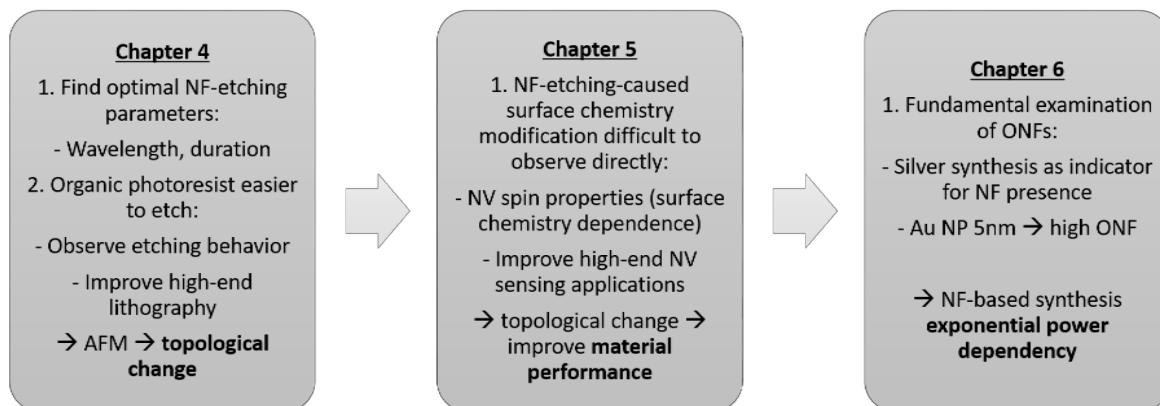 Chapter 4
1. Find optimal NF-etching
parameters:
- Wavelength, duration
2. Organic photoresist easier
to etch:
- Observe etching behavior
- Improve high-end
lithography
→ AFM → topological
change
Chapter 5
1. NF-etching-caused
surface chemistry
modification difficult to
observe directly:
- NV spin properties (surface
chemistry dependence)
- Improve high-end NV
sensing applications
→ topological change →
improve material
performance
Chapter 6
1. Fundamental examination
of ONFs:
- Silver synthesis as indicator
for NF presence
- Au NP 5nm → high ONF
→ NF-based synthesis
exponential power
dependency